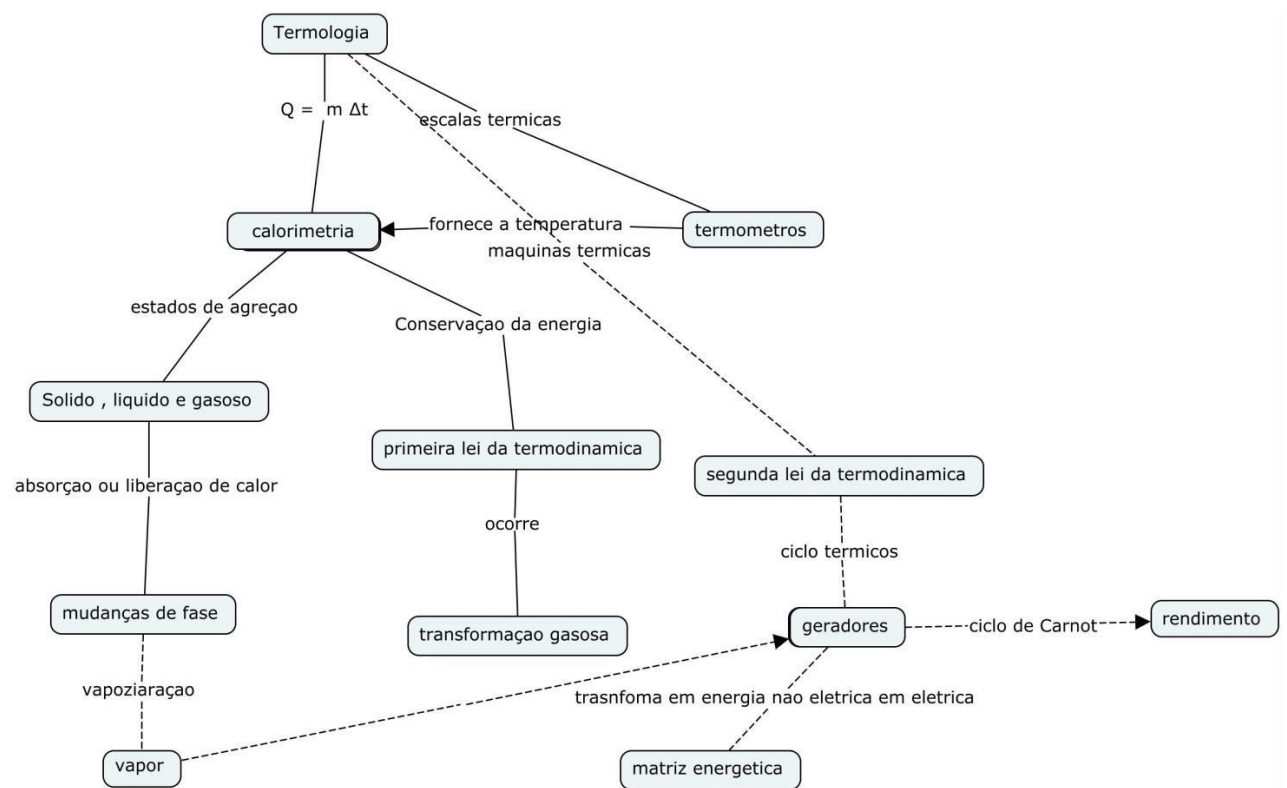 Termologia
Q =  m Δt
escalas termicas
calorimetria
fornece a temperatura
termometros
maquinas termicas
estados de agreçao
Conservaçao da energia
Solido , liquido e gasoso
primeira lei da termodinamica
segunda lei da termodinamica
absorçao ou liberaçao de calor
ocorre
ciclo termicos
mudanças de fase
transformaçao gasosa
geradores
ciclo de Carnot
rendimento
vapoziaraçao
trasnfoma em energia nao eletrica em eletrica
vapor
matriz energetica